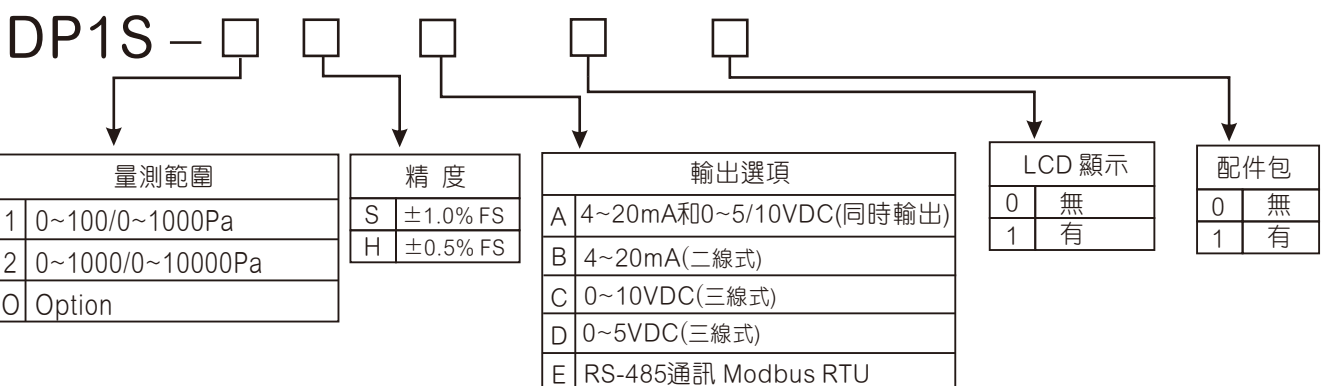 DP1S –
量測範圍
1 0~100/0~1000Pa
2 0~1000/0~10000Pa
O Option
精 度
S ±1.0% FS
H ±0.5% FS
輸出選項
A 4~20mA和0~5/10VDC(同時輸出)
B 4~20mA(二線式)
C 0~10VDC(三線式)
D 0~5VDC(三線式)
E RS-485通訊 Modbus RTU
LCD 顯示
0 無
1 有
配件包
0 無
1 有